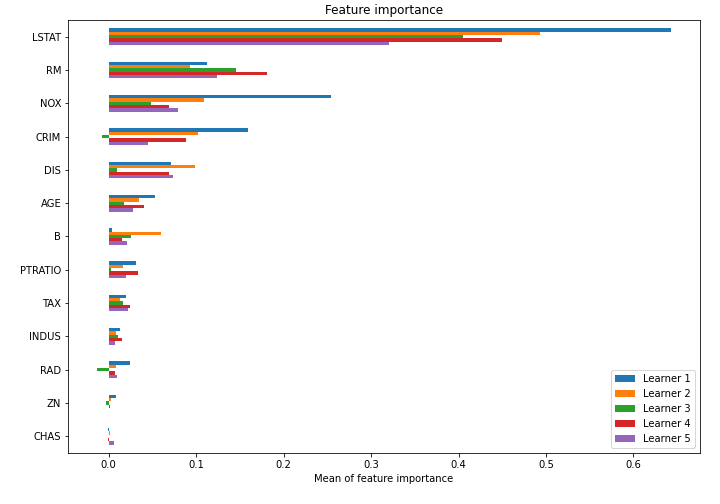 Feature importance
LSTAT
RM
NOX
CRIM
DIS
AGE
B
PTRATIO
TAX
INDUS
RAD
ZN
CHAS
Learner 1
Learner 2
Learner 3
Learner 4
Learner 5
0.0 0.1 0.2 0.3 0.4 0.5 0.6
Mean of feature importance